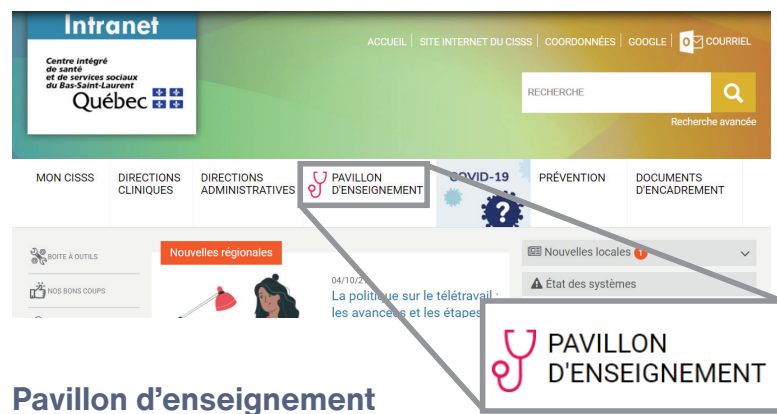 Intranet
Centre intégré
de santé
et de services sociaux
du Bas-Saint-Laurent
Québec
ACCUEIL | SITE INTERNET DU CISSS | COORDONNÉES | GOOGLE | COURRIEL
RECHERCHE
Recherche avancée
MON CISSS
DIRECTIONS
CLINIQUES
DIRECTIONS
ADMINISTRATIVES
PAVILLON
D'ENSEIGNEMENT
COVID-19
PRÉVENTION
DOCUMENTS
D'ENCADREMENT
BOITE À OUTILS
NOS BONS COUPS
Nouvelles régionales
04/10/2
La politique sur le télétravail :
les avancées et les étapes
Nouvelles locales 1
État des systèmes
PAVILLON
D'ENSEIGNEMENT
Pavillon d'enseignement